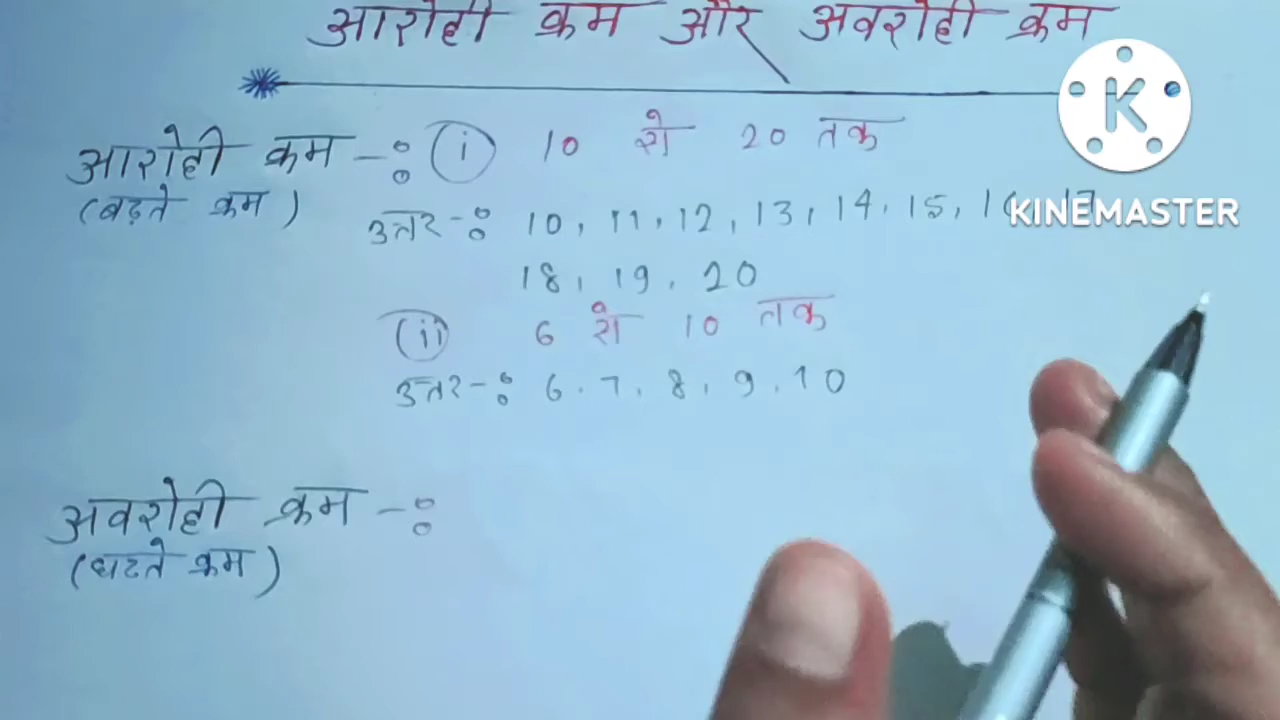 आरोही क्रम और अवरोही क्रम
आरोही क्रम -: (i) 10 से 20 तक
(बढ़ते क्रम)
उत्तर-: 10, 11, 12, 13, 14, 15, 16, 17
18, 19, 20
(ii) 6 से 10 तक
उत्तर-: 6, 7, 8, 9, 10
अवरोही क्रम -:
(घटते क्रम)
K
KINEMASTER